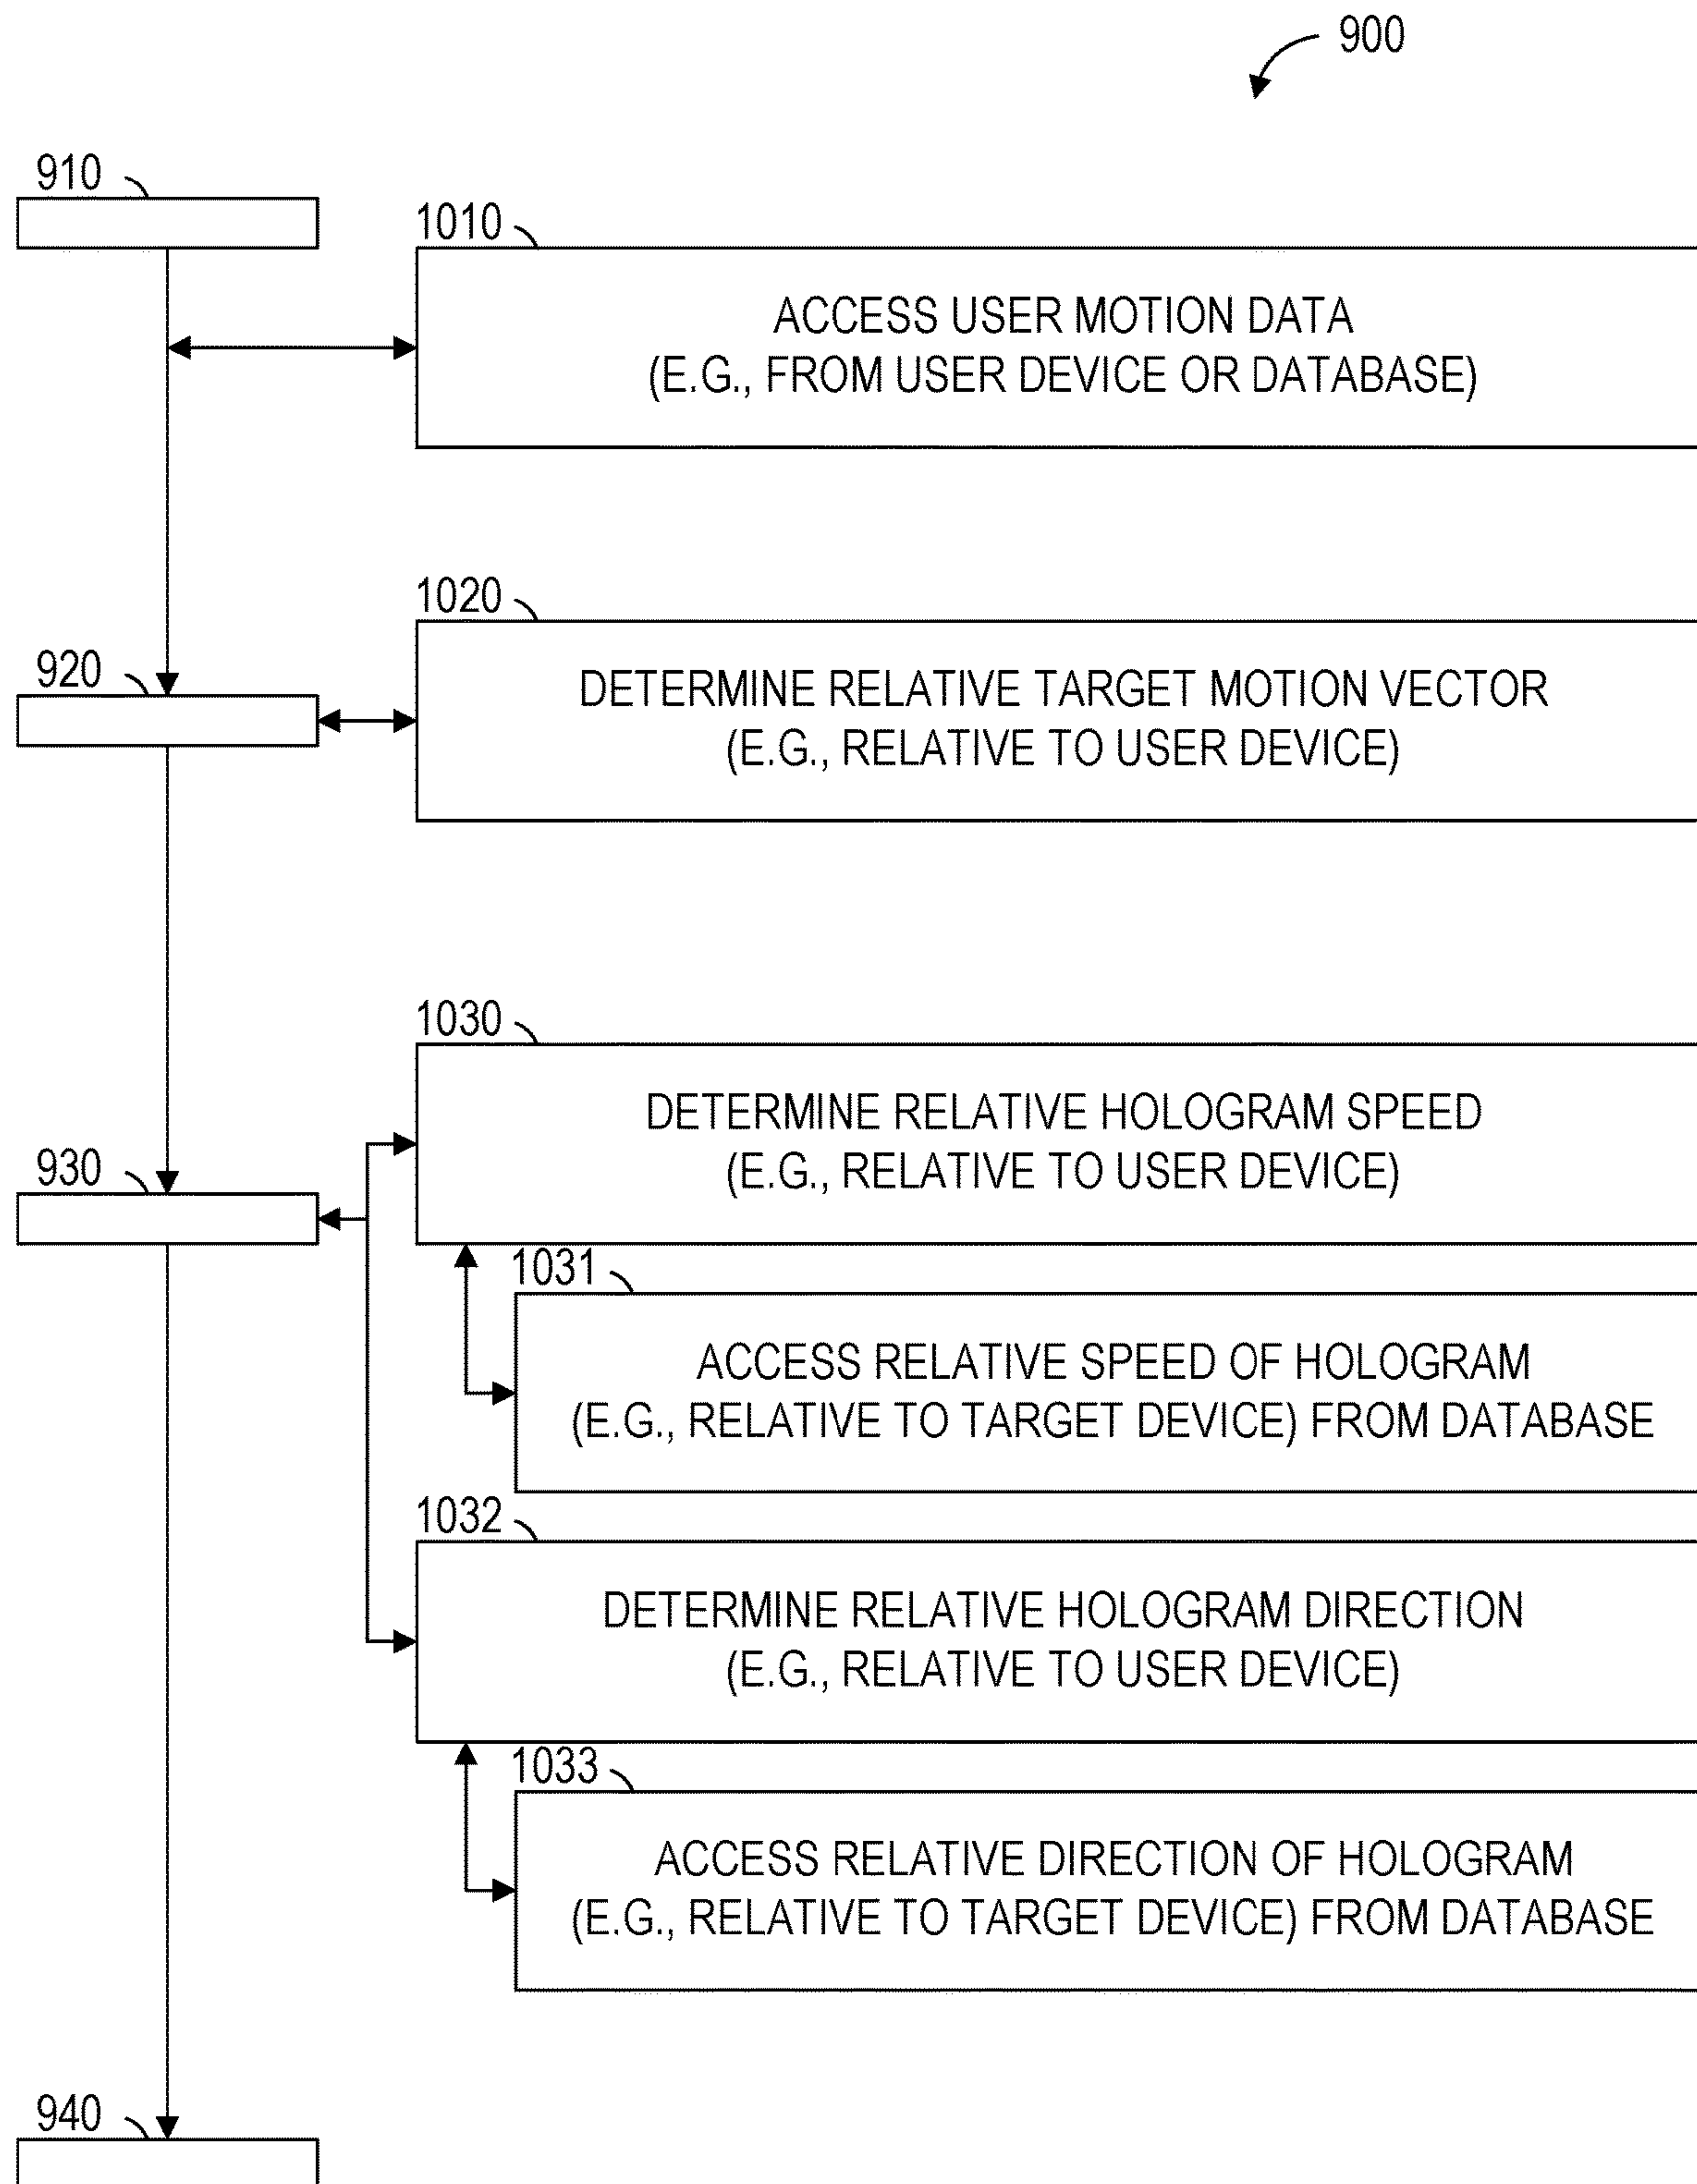 900
910
1010
ACCESS USER MOTION DATA
(E.G., FROM USER DEVICE OR DATABASE)
1020
920
DETERMINE RELATIVE TARGET MOTION VECTOR
(E.G., RELATIVE TO USER DEVICE)
1030
DETERMINE RELATIVE HOLOGRAM SPEED
(E.G., RELATIVE TO USER DEVICE)
930
1031
ACCESS RELATIVE SPEED OF HOLOGRAM
(E.G., RELATIVE TO TARGET DEVICE) FROM DATABASE
1032
DETERMINE RELATIVE HOLOGRAM DIRECTION
(E.G., RELATIVE TO USER DEVICE)
1033
ACCESS RELATIVE DIRECTION OF HOLOGRAM
(E.G., RELATIVE TO TARGET DEVICE) FROM DATABASE
940